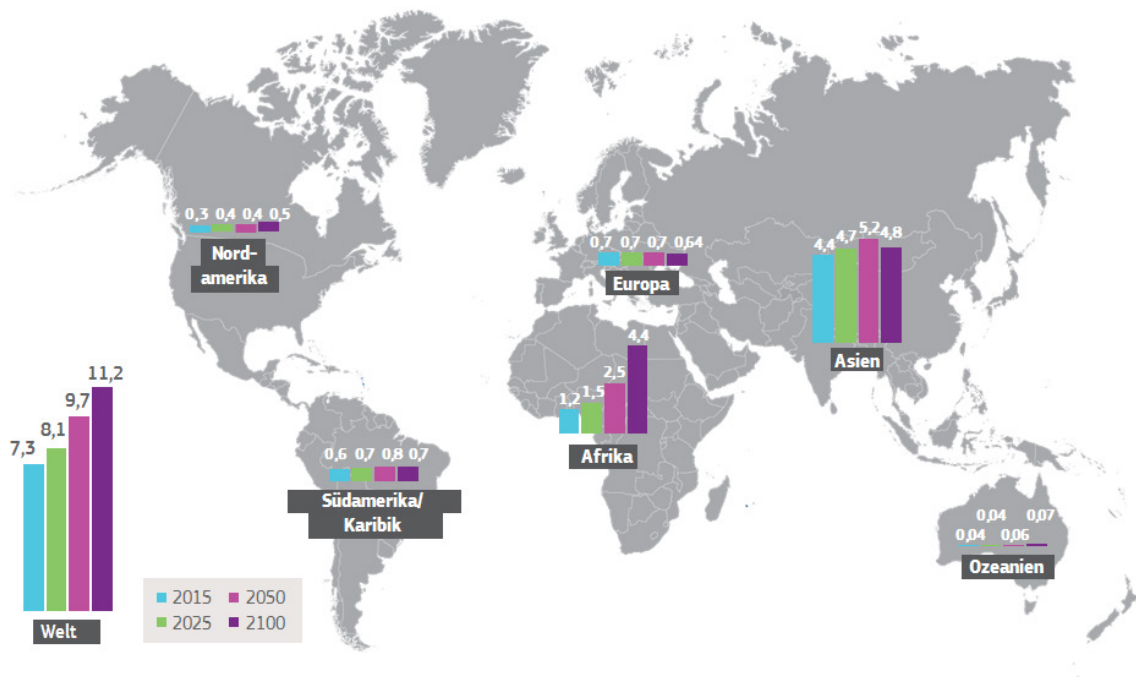 0,3 0,4 0,4 0,5
Nord-
amerika
0,7 0,7 0,7 0,64
Europa
4,4 4,7 5,2 4,8
Asien
1,2 1,5 2,5 4,4
Afrika
0,6 0,7 0,8 0,7
Südamerika/
Karibik
0,04 0,04 0,06 0,07
Ozeanien
7,3 8,1 9,7 11,2
Welt
2015 2050
2025 2100